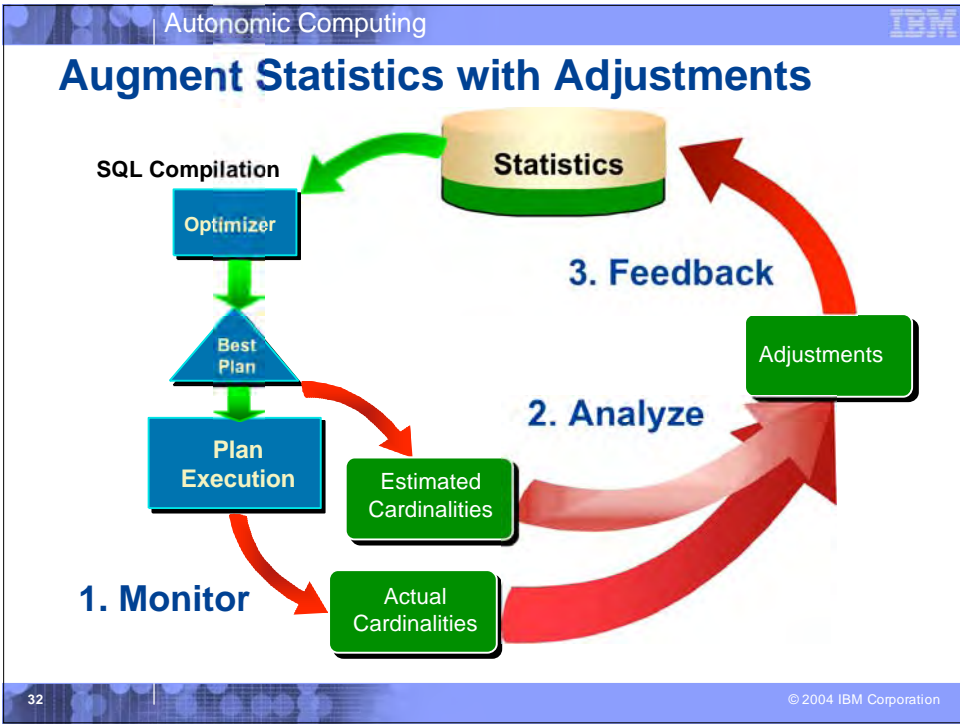 Autonomic Computing
IBM
Augment Statistics with Adjustments
SQL Compilation
Statistics
Optimizer
3. Feedback
Best
Plan
Adjustments
2. Analyze
Plan
Execution
Estimated
Cardinalities
1. Monitor
Actual
Cardinalities
32
© 2004 IBM Corporation